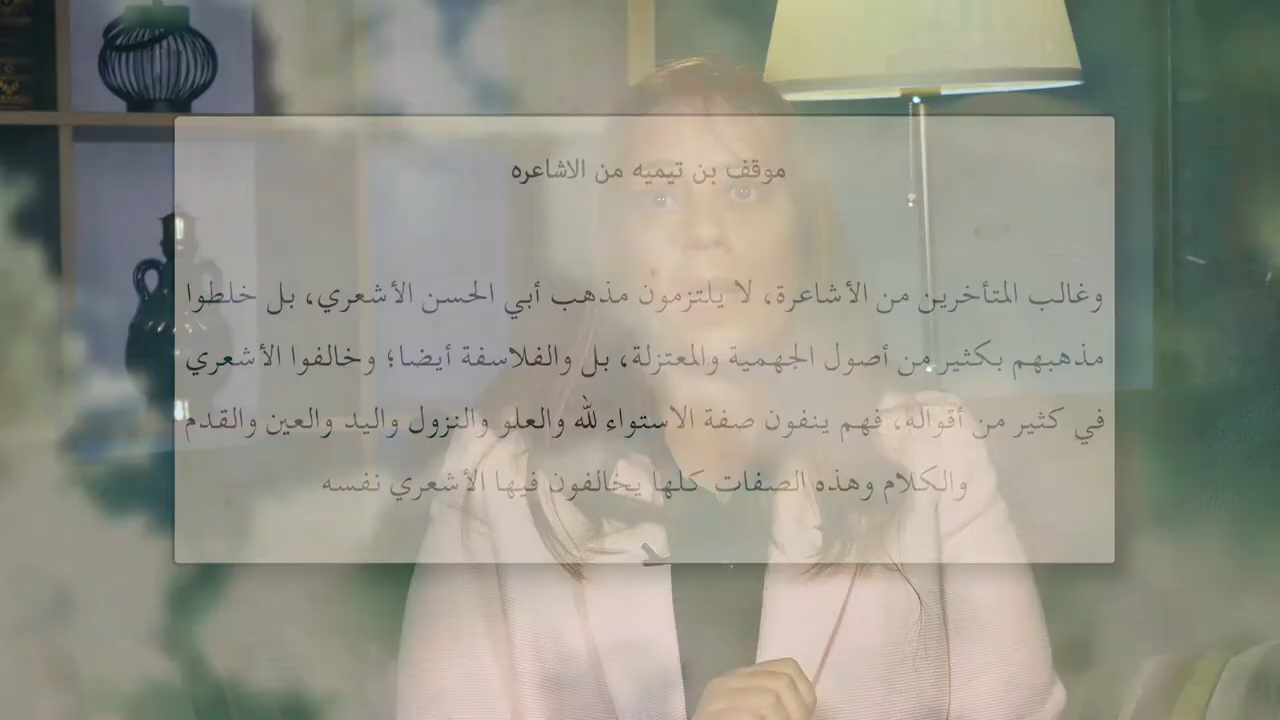 موقف بن تيميه من الاشاعره
وغالب المتأخرين من الأشاعرة، لا يلتزمون مذهب أبي الحسن الأشعري، بل خلطوا
مذهبهم بكثير من أصول الجهمية والمعتزلة، بل والفلاسفة أيضا؛ وخالفوا الأشعري
في كثير من أقواله، فهم ينفون صفة الاستواء لله والعلو والنزول واليد والعين والقدم
والكلام وهذه الصفات كلها يخالفون فيها الأشعري نفسه